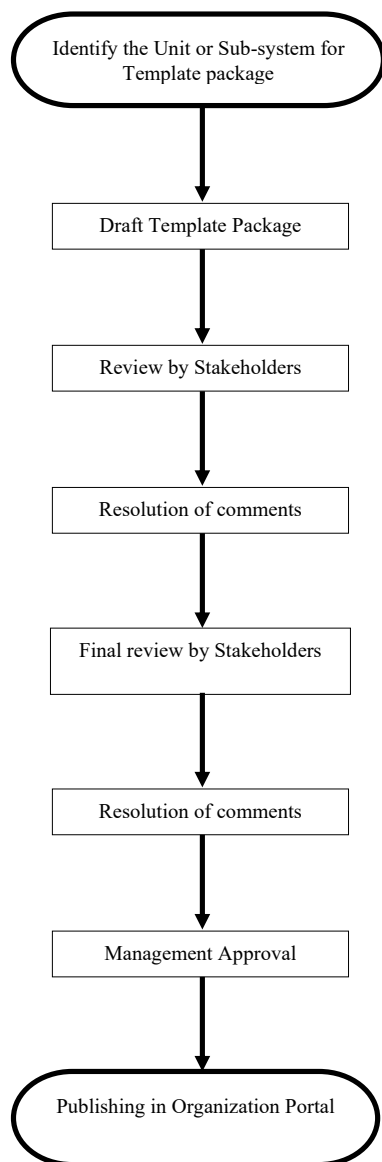 Identify the Unit or Sub-system for
Template package
Draft Template Package
Review by Stakeholders
Resolution of comments
Final review by Stakeholders
Resolution of comments
Management Approval
Publishing in Organization Portal